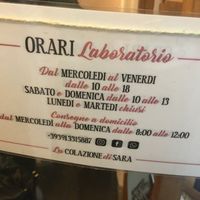 ORARI Laboratorio
Dal MERCOLEDÌ al VENERDÌ
dalle 10 alle 18
SABATO e DOMENICA dalle 10 alle 13
LUNEDÌ e MARTEDÌ chiusi
Consegne a domicilio
dal MERCOLEDÌ alla DOMENICA dalle 8:00 alle 12:00
+393913315887
La COLAZIONE di SARA